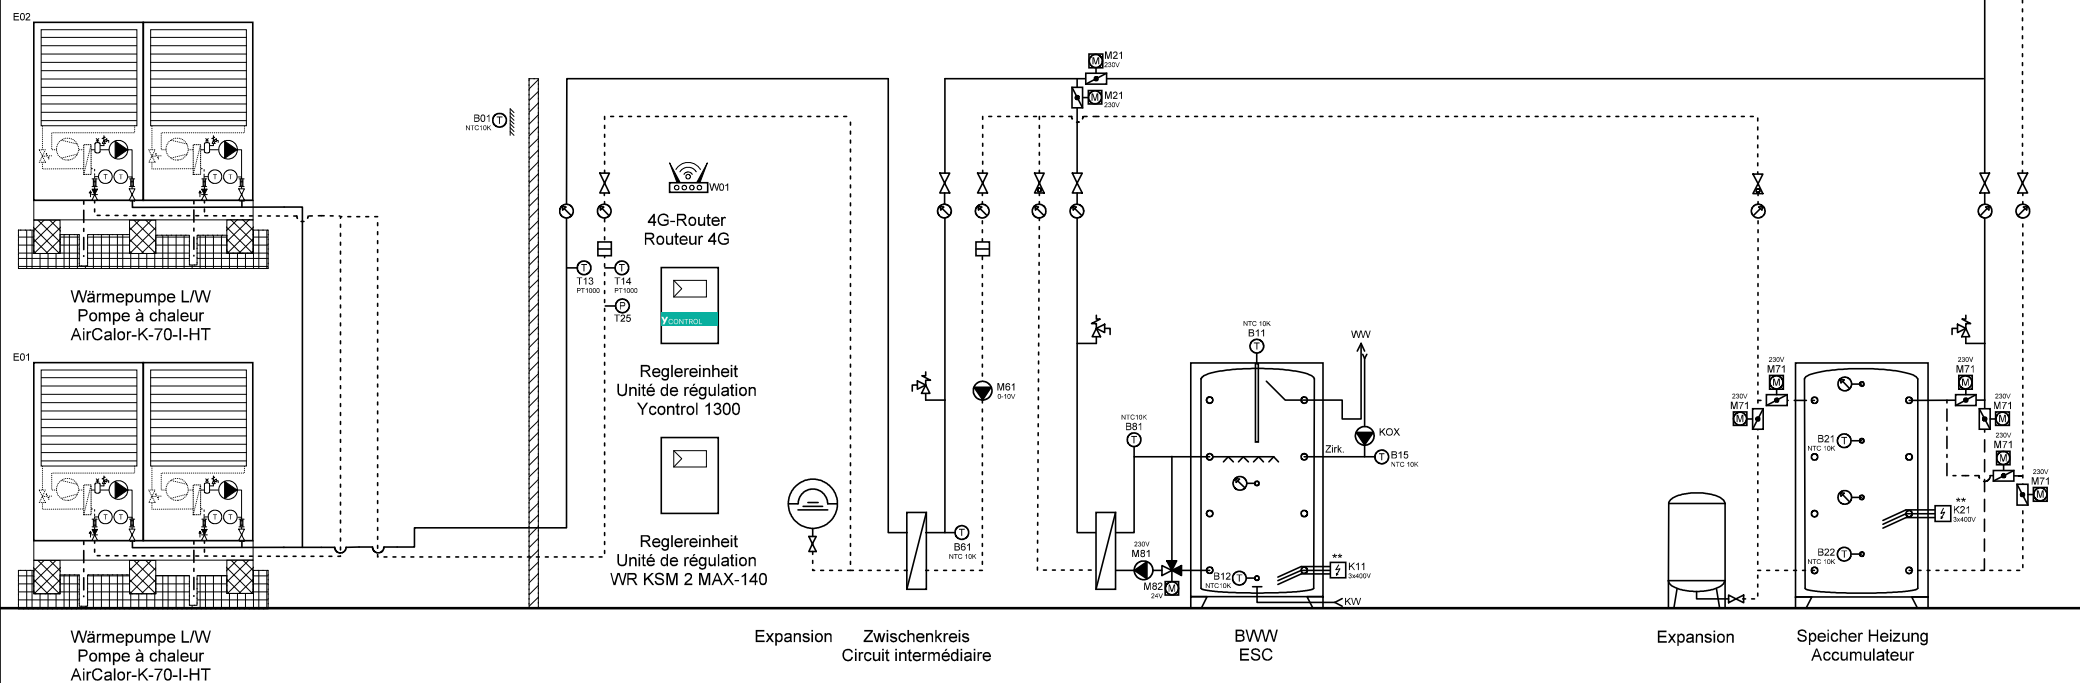 E02
Wärmepumpe L/W
Pompe à chaleur
AirCalor-K-70-I-HT
E01
Wärmepumpe L/W
Pompe à chaleur
AirCalor-K-70-I-HT
B01 T
NTC10K
T T
T T
T T
T T
T
T13
PT1000
T
T14
PT1000
P
T25
W01
4G-Router
Routeur 4G
YCONTROL
Reglereinheit
Unité de régulation
Ycontrol 1300
Reglereinheit
Unité de régulation
WR KSM 2 MAX-140
Expansion
Zwischenkreis
Circuit intermédiaire
T
B61
NTC 10K
M61
0-10V
M M21
230V
M M21
230V
NTC10K
B81
T
230V
M81
M82 M
24V
NTC 10K
B11
T
WW
KOX
Zirk.
T B15
NTC 10K
B12 T
NTC10K
**
K11
3x400V
KW
BWW
ESC
Expansion
230V
M71
M
230V
M71
M
230V
M71
M
230V
M71
M
230V
M71
M
230V
M71
M
B21 T
NTC 10K
**
K21
3x400V
B22 T
NTC10K
Speicher Heizung
Accumulateur